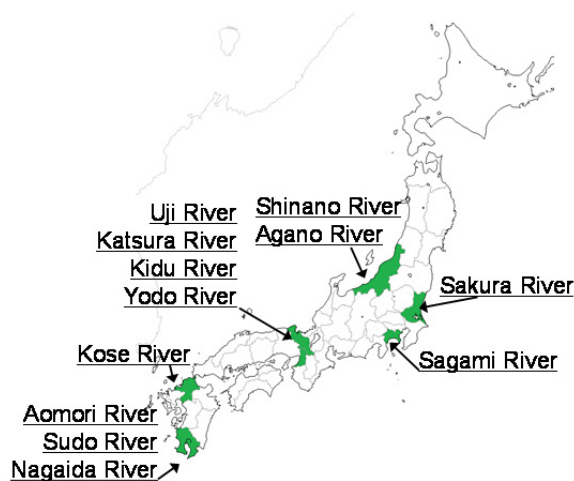 Uji River
Katsura River
Kidu River
Yodo River
Shinano River
Agano River
Sakura River
Sagami River
Kose River
Aomori River
Sudo River
Nagaida River